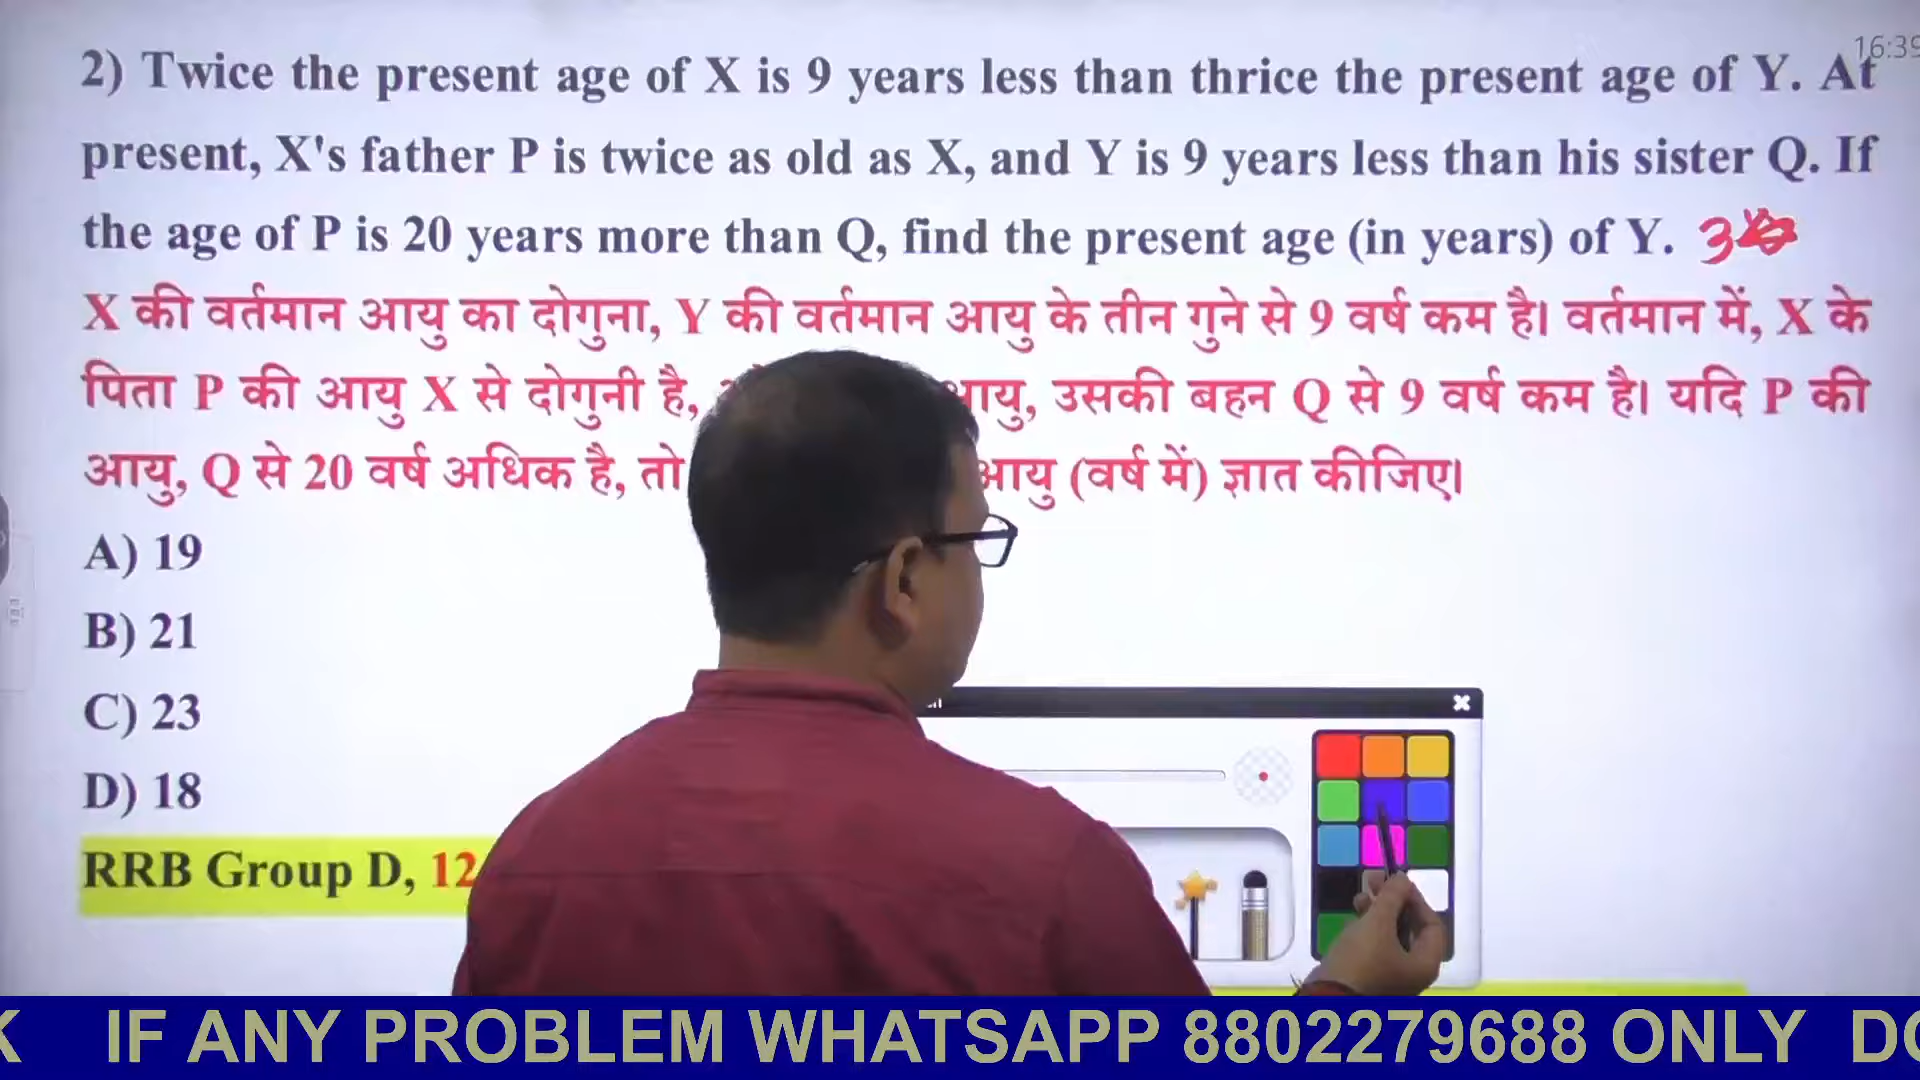 16:39
2) Twice the present age of X is 9 years less than thrice the present age of Y. At
present, X's father P is twice as old as X, and Y is 9 years less than his sister Q. If
the age of P is 20 years more than Q, find the present age (in years) of Y. 3
X की वर्तमान आयु का दोगुना, Y की वर्तमान आयु के तीन गुने से 9 वर्ष कम है। वर्तमान में, X के
पिता P की आयु X से दोगुनी है, आयु, उसकी बहन Q से 9 वर्ष कम है। यदि P की
आयु, Q से 20 वर्ष अधिक है, तो आयु (वर्ष में) ज्ञात कीजिए।
A) 19
B) 21
C) 23
D) 18
RRB Group D, 12
IF ANY PROBLEM WHATSAPP 8802279688 ONLY